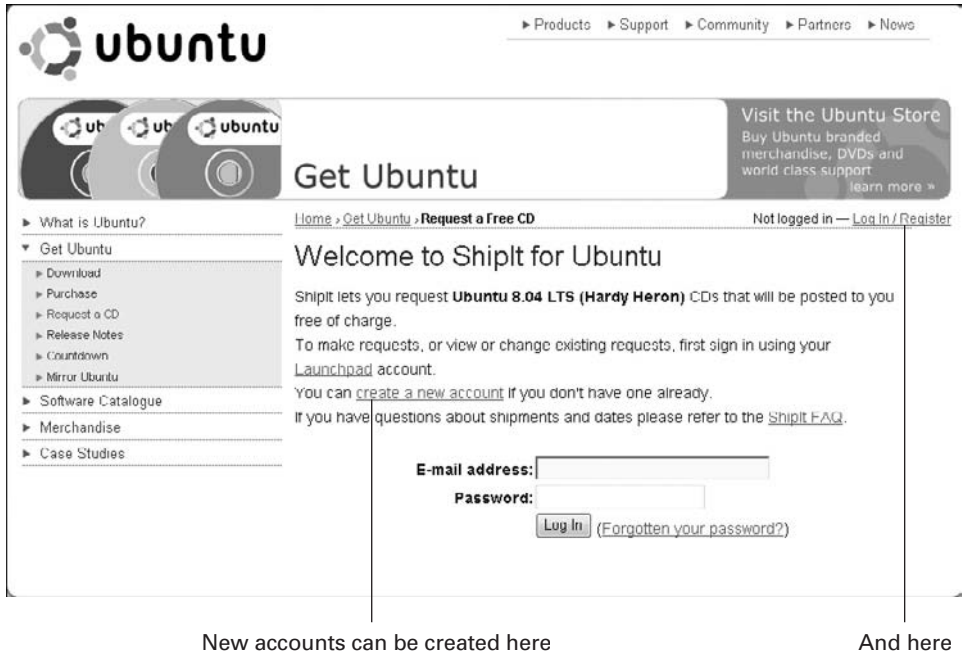 ubuntu
Products Support Community Partners News
ub ub ubuntu
Get Ubuntu
Visit the Ubuntu Store
Buy Ubuntu branded
merchandise, DVDs and
world class support
learn more »
Home › Get Ubuntu › Request a Free CD
Not logged in — Log In / Register
What is Ubuntu?
Get Ubuntu
Download
Purchase
Request a CD
Release Notes
Countdown
Mirror Ubuntu
Software Catalogue
Merchandise
Case Studies
Welcome to ShipIt for Ubuntu
ShipIt lets you request Ubuntu 8.04 LTS (Hardy Heron) CDs that will be posted to you
free of charge.
To make requests, or view or change existing requests, first sign in using your
Launchpad account.
You can create a new account if you don't have one already.
If you have questions about shipments and dates please refer to the ShipIt FAQ.
E-mail address:
Password:
Log In (Forgotten your password?)
New accounts can be created here
And here